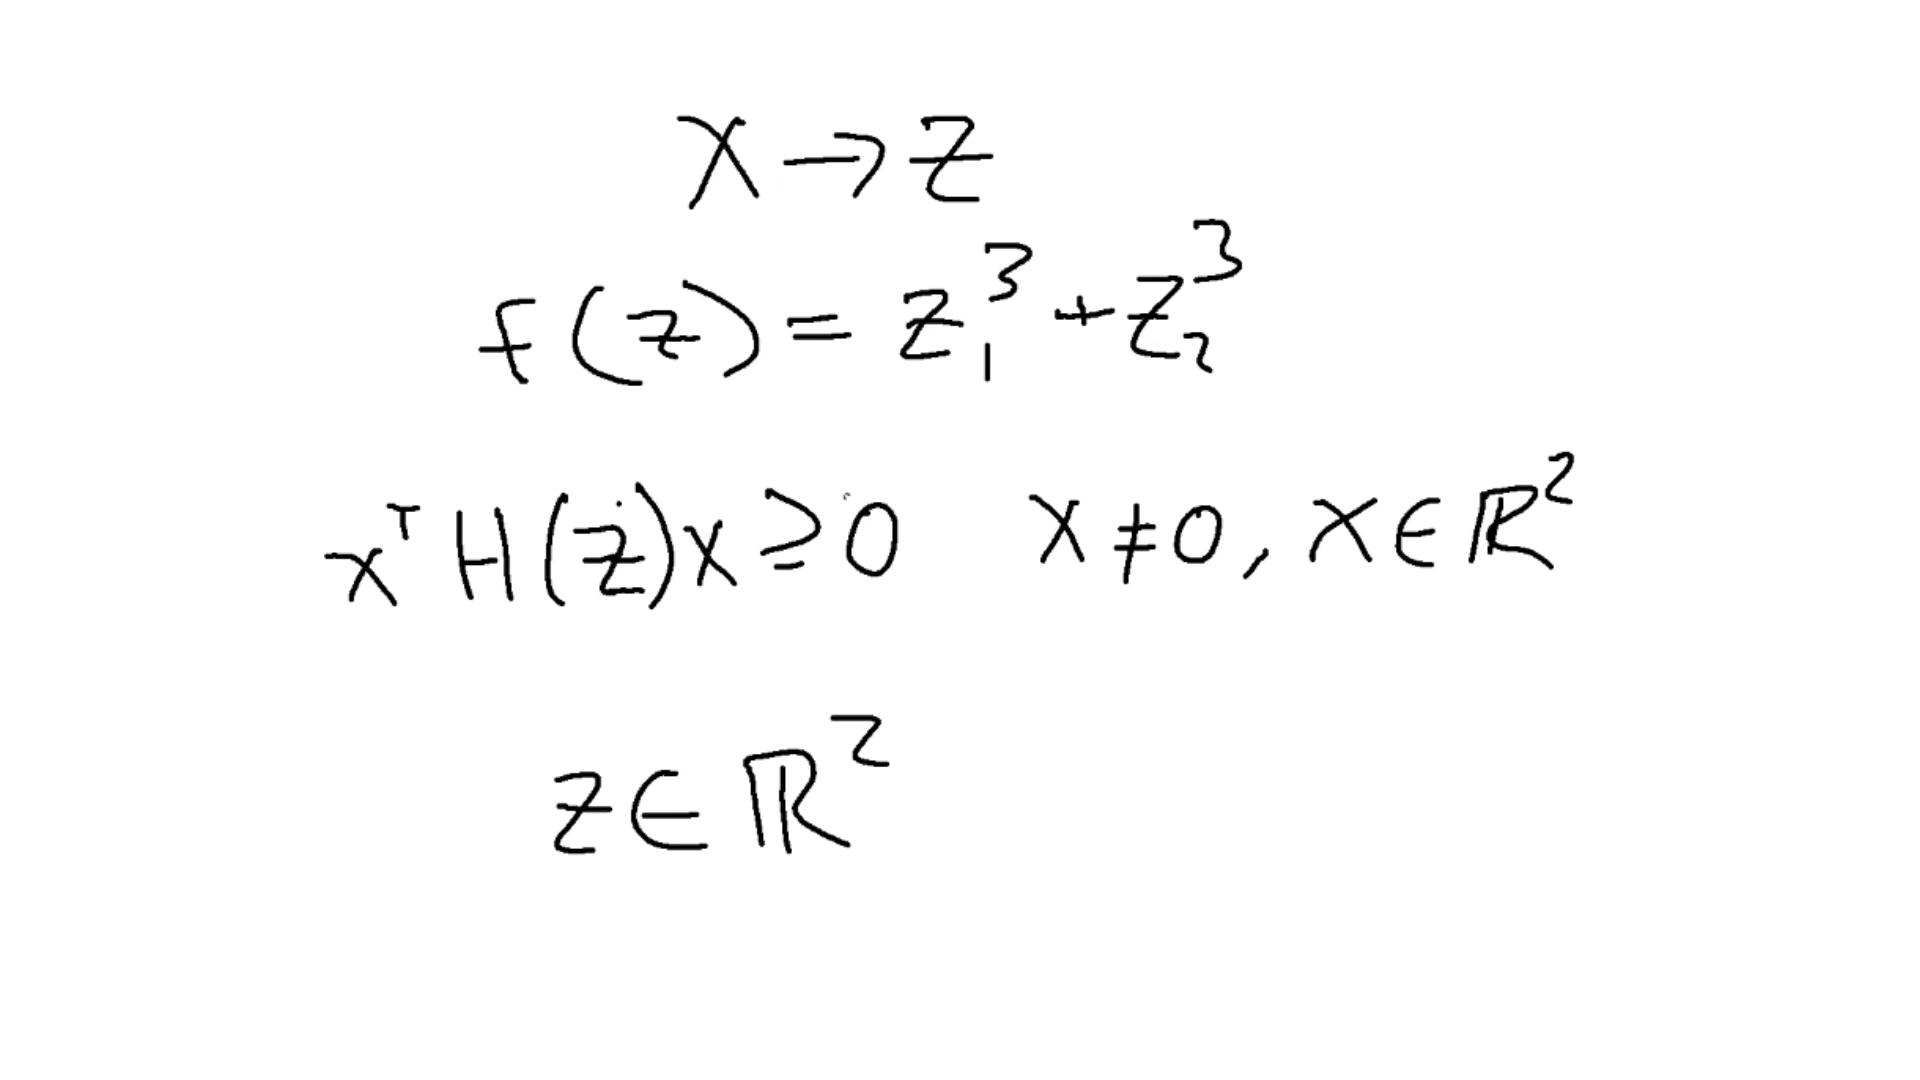 x → z
f(z) = z₁³ + z₂³
xᵀH(z)x ≥ 0 x ≠ 0, x ∈ ℝ²
z ∈ ℝ²